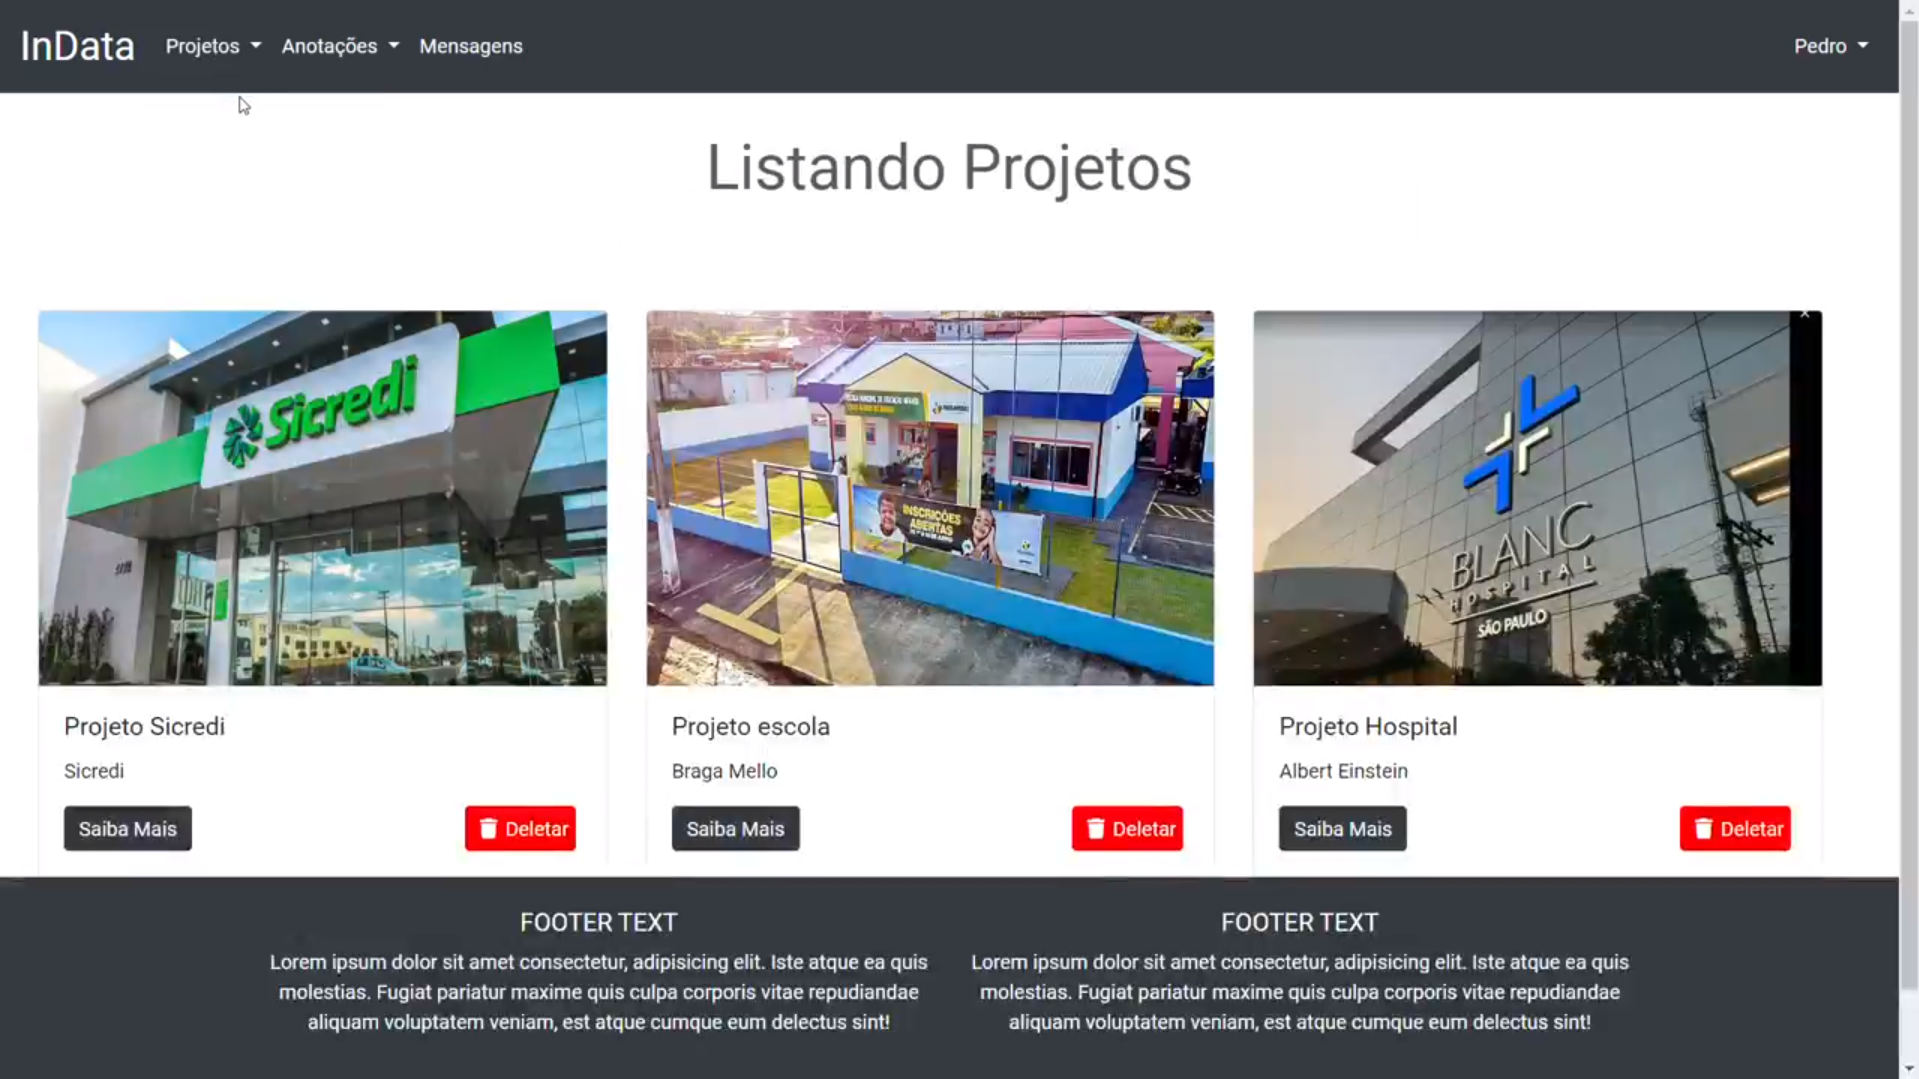 InData
Projetos
Anotações
Mensagens
Pedro
Listando Projetos
Sicredi
INSCRIÇÕES
ABERTAS
BLANC
HOSPITAL
SÃO PAULO
Projeto Sicredi
Sicredi
Saiba Mais
Deletar
Projeto escola
Braga Mello
Saiba Mais
Deletar
Projeto Hospital
Albert Einstein
Saiba Mais
Deletar
FOOTER TEXT
Lorem ipsum dolor sit amet consectetur, adipisicing elit. Iste atque ea quis
molestias. Fugiat pariatur maxime quis culpa corporis vitae repudiandae
aliquam voluptatem veniam, est atque cumque eum delectus sint!
FOOTER TEXT
Lorem ipsum dolor sit amet consectetur, adipisicing elit. Iste atque ea quis
molestias. Fugiat pariatur maxime quis culpa corporis vitae repudiandae
aliquam voluptatem veniam, est atque cumque eum delectus sint!